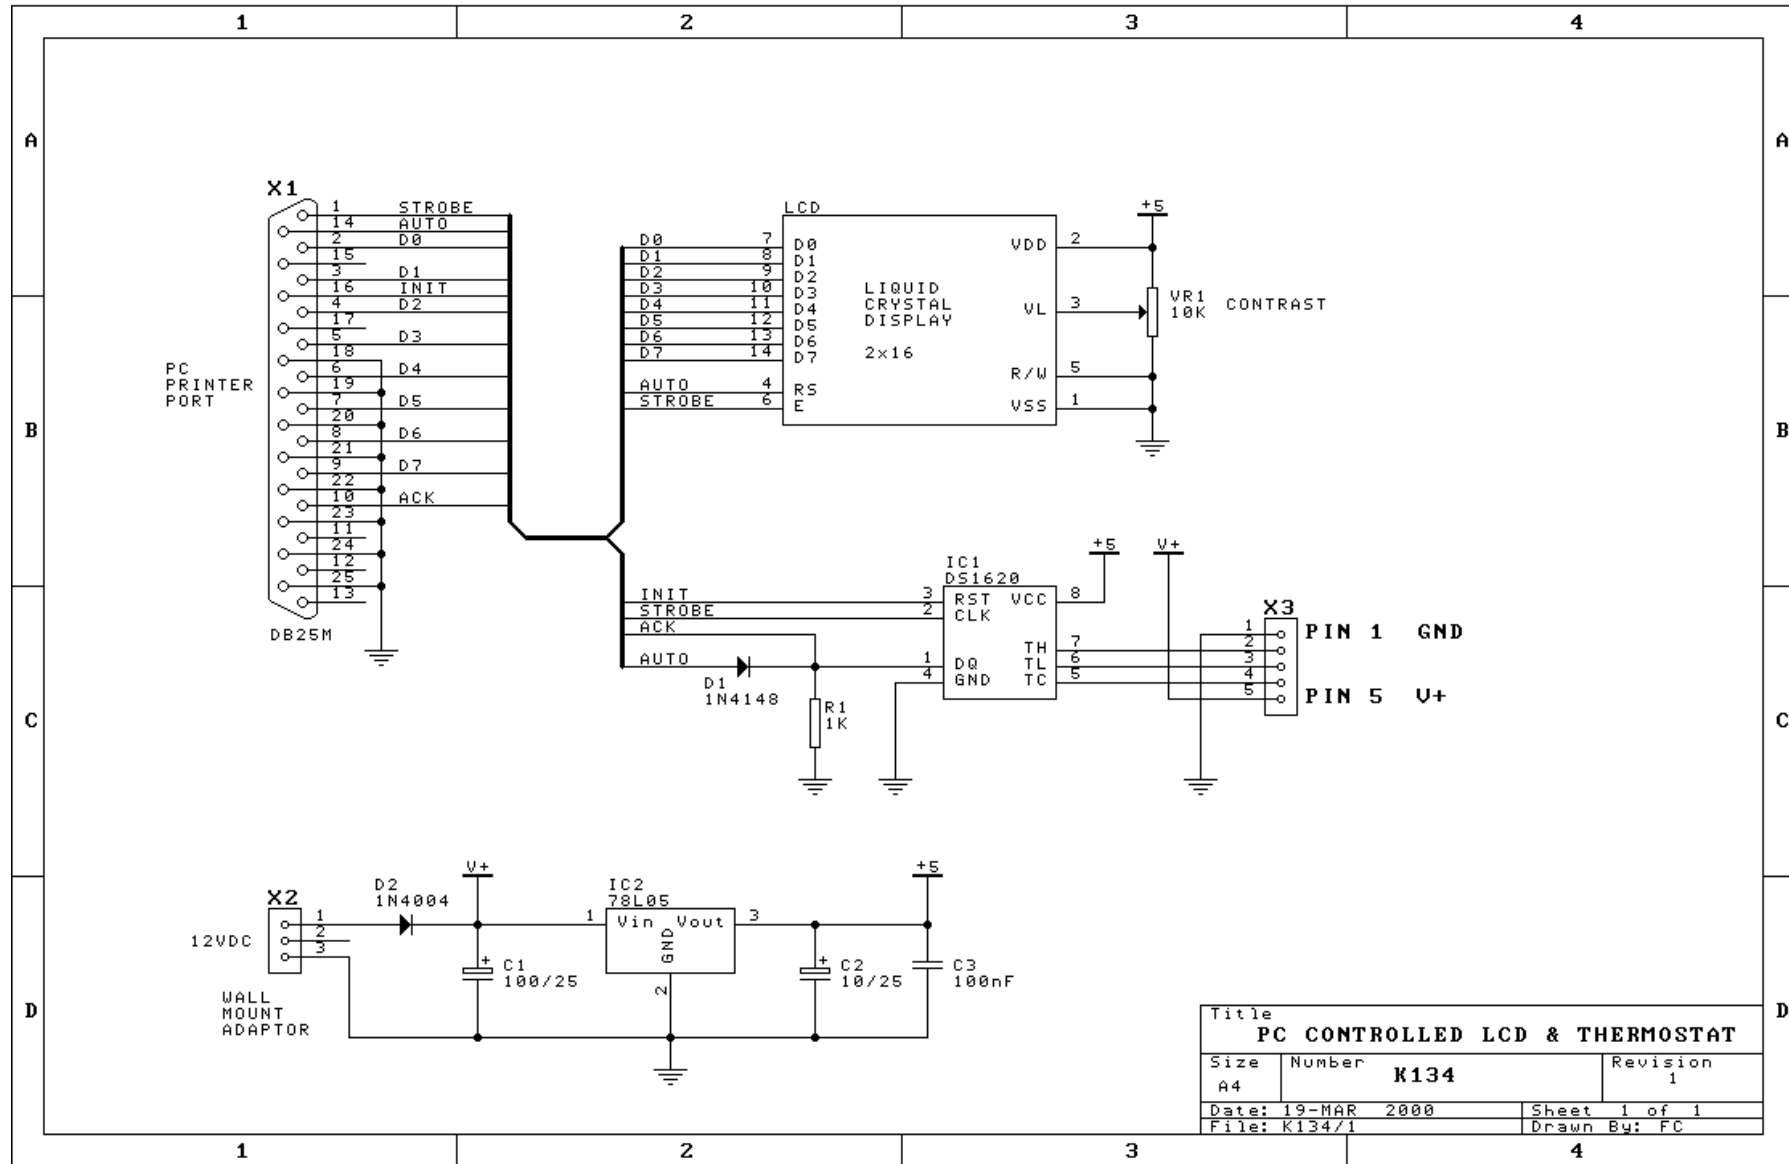 1 2 3 4
A A
X1
1 STROBE
14 AUTO
2 D0
15
3 D1
16 INIT
4 D2
17
5 D3
18
6 D4
19
7 D5
20
8 D6
21
9 D7
22
10 ACK
23
11
24
12
25
13
DB25M
PC
PRINTER
PORT
LCD
D0 7 D0
D1 8 D1
D2 9 D2
D3 10 D3
D4 11 D4
D5 12 D5
D6 13 D6
D7 14 D7
AUTO 4 RS
STROBE 6 E
LIQUID
CRYSTAL
DISPLAY
2x16
VDD 2
VL 3
R/W 5
VSS 1
+5
VR1
10K CONTRAST
B B
IC1
DS1620
INIT 3 RST
STROBE 2 CLK
ACK
AUTO 1 DQ
4 GND
VCC 8
TH 7
TL 6
TC 5
+5 V+
D1
1N4148
R1
1K
X3
1
2
3
4
5
PIN 1 GND
PIN 5 V+
C C
X2
1
2
3
12VDC
WALL
MOUNT
ADAPTOR
D2
1N4004
V+
C1
+
100/25
IC2
78L05
1 Vin Vout 3
GND
2
+
C2
10/25
+5
C3
100nF
D D
Title
PC CONTROLLED LCD & THERMOSTAT
Size Number Revision
A4 K134 1
Date: 19-MAR 2000 Sheet 1 of 1
File: K134/1 Drawn By: FC
1 2 3 4